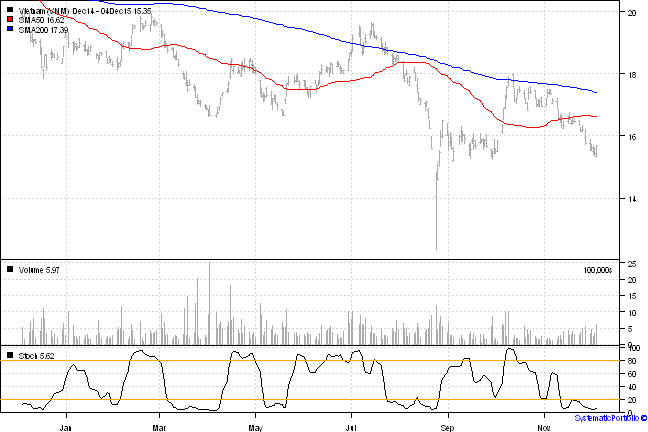 Vietnam (VNM) Dec14 - 04Dec15 15.35
SMA50 16.62
SMA200 17.39
20
18
16
14
Volume 5.97
100,000s
25
20
15
10
5
0
Stoch 5.62
100
80
60
40
20
0
Jan Mar May Jul Sep Nov
SystematicPortfolio ©